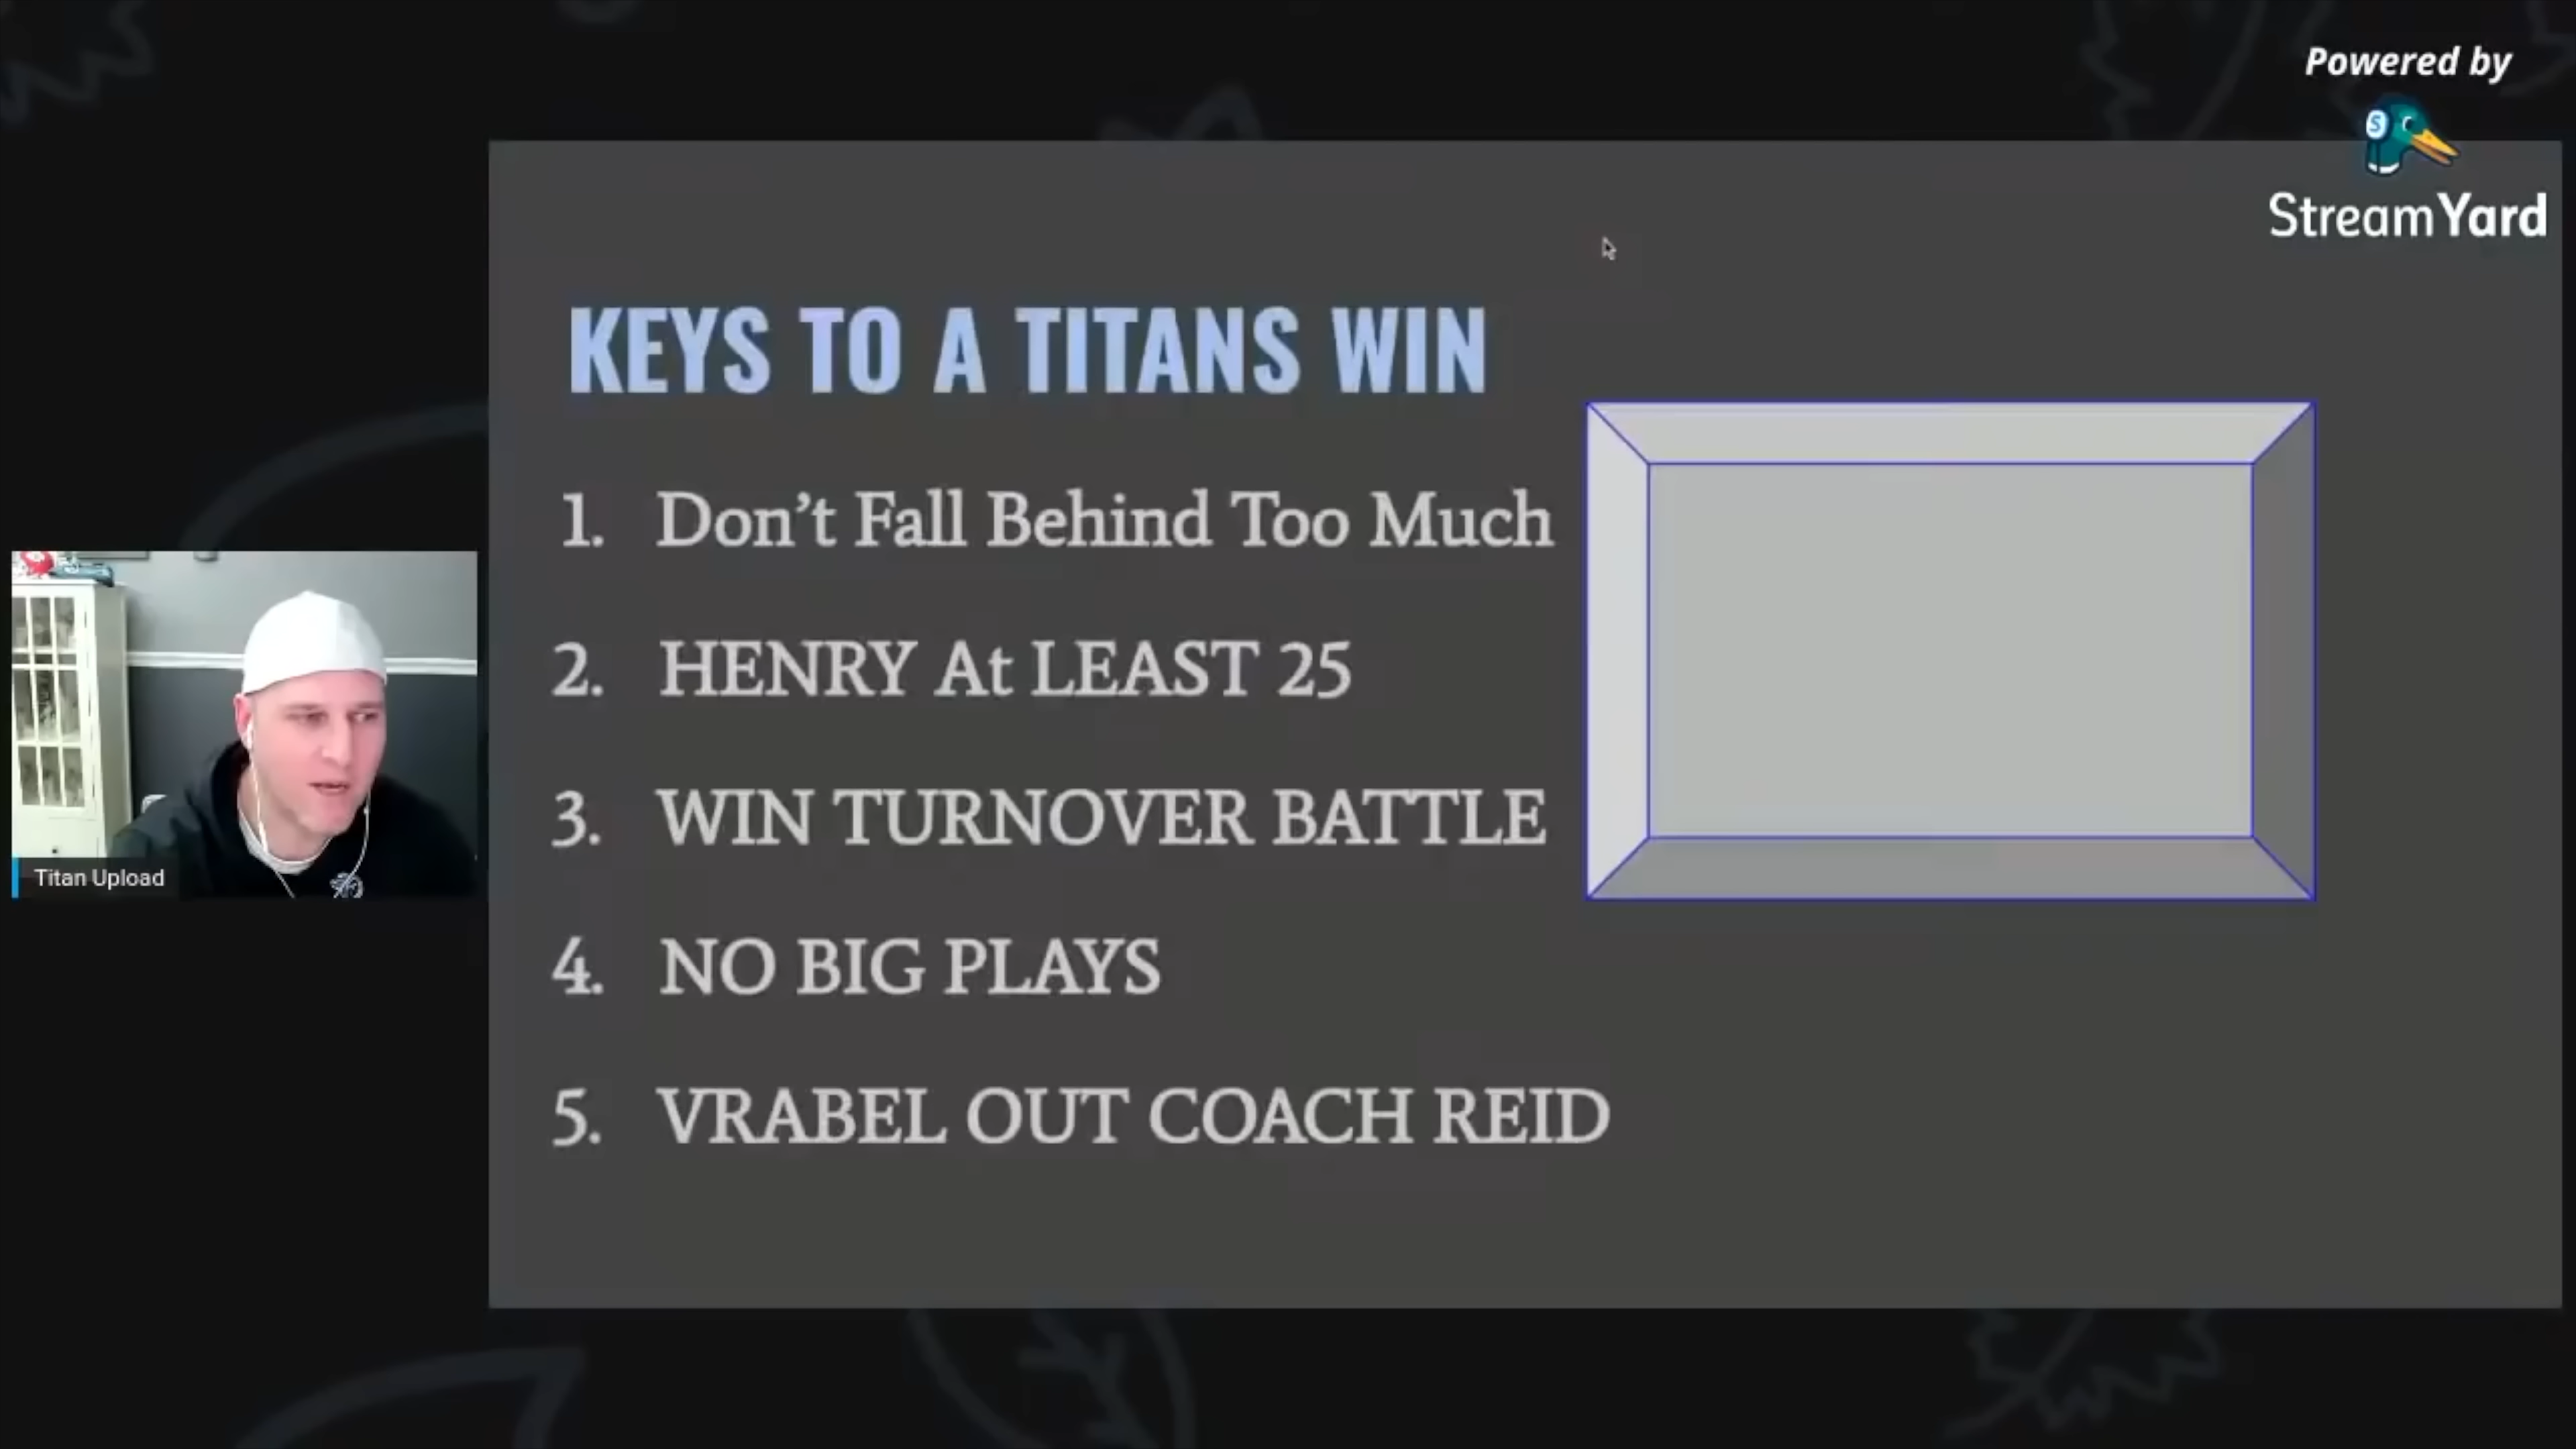 Powered by
StreamYard
KEYS TO A TITANS WIN
1. Don't Fall Behind Too Much
2. HENRY At LEAST 25
3. WIN TURNOVER BATTLE
4. NO BIG PLAYS
5. VRABEL OUT COACH REID
Titan Upload